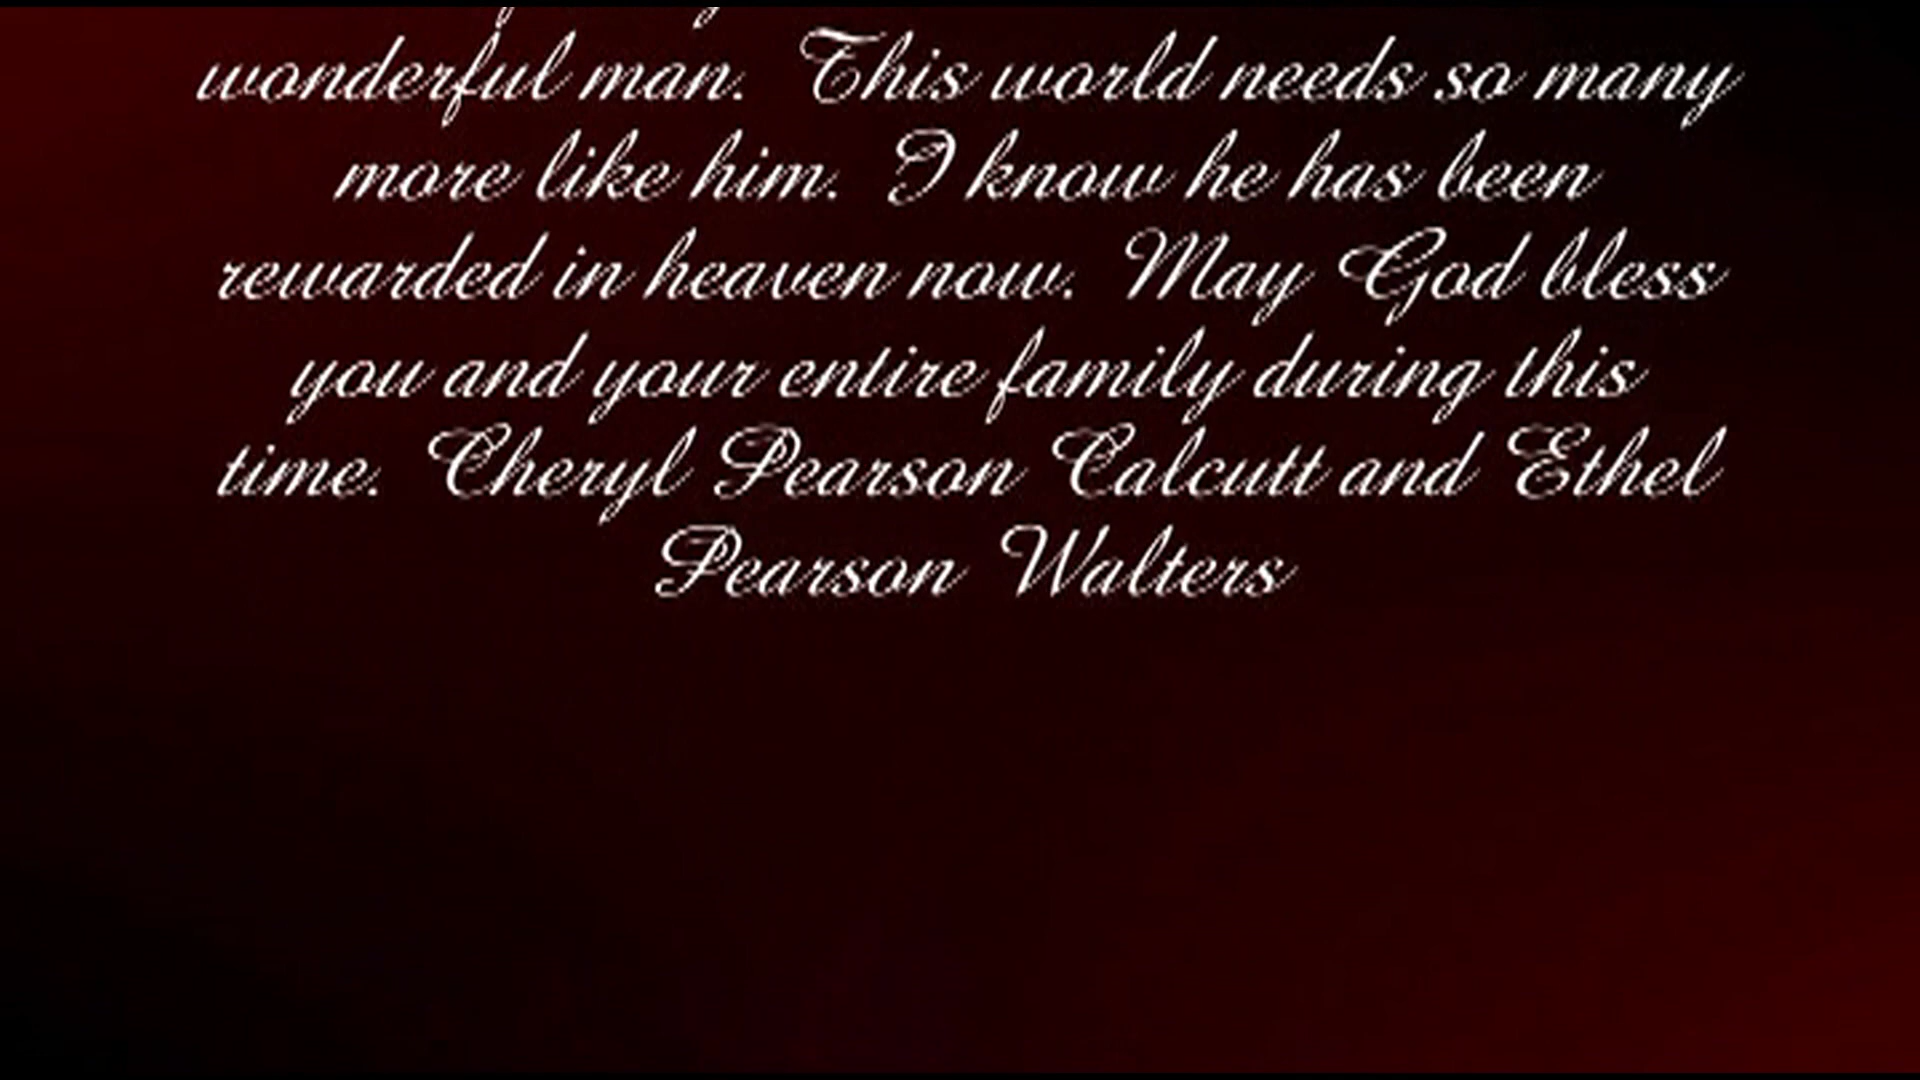 wonderful man. This world needs so many
more like him. I know he has been
rewarded in heaven now. May God bless
you and your entire family during this
time. Cheryl Pearson Calcutt and Ethel
Pearson Walters